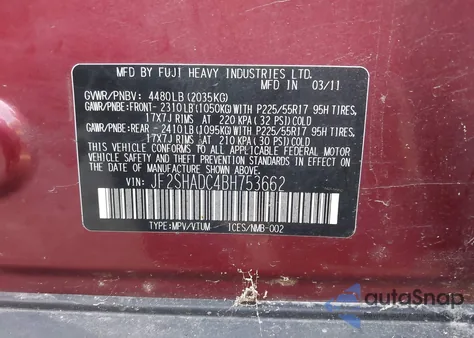 MFD BY FUJI HEAVY INDUSTRIES LTD.
MFD IN 03/11
GVWR/PNBV: 4480LB(2035KG)
GAWR/PNBE:FRONT-2310LB(1050KG)WITH P225/55R17 95H TIRES,
17X7J RIMS AT 220 KPA(32 PSI)COLD
GAWR/PNBE:REAR -2410LB(1095KG)WITH P225/55R17 95H TIRES,
17X7J RIMS AT 210 KPA(30 PSI)COLD
THIS VEHICLE CONFORMS TO ALL APPLICABLE FEDERAL MOTOR
VEHICLE SAFETY STANDARDS IN EFFECT ON
THE DATE OF MANUFACTURE SHOWN ABOVE.
VIN: JF2SHADC4BH753662
TYPE:MPV/VTUM ICES/NMB-002
autoSnap